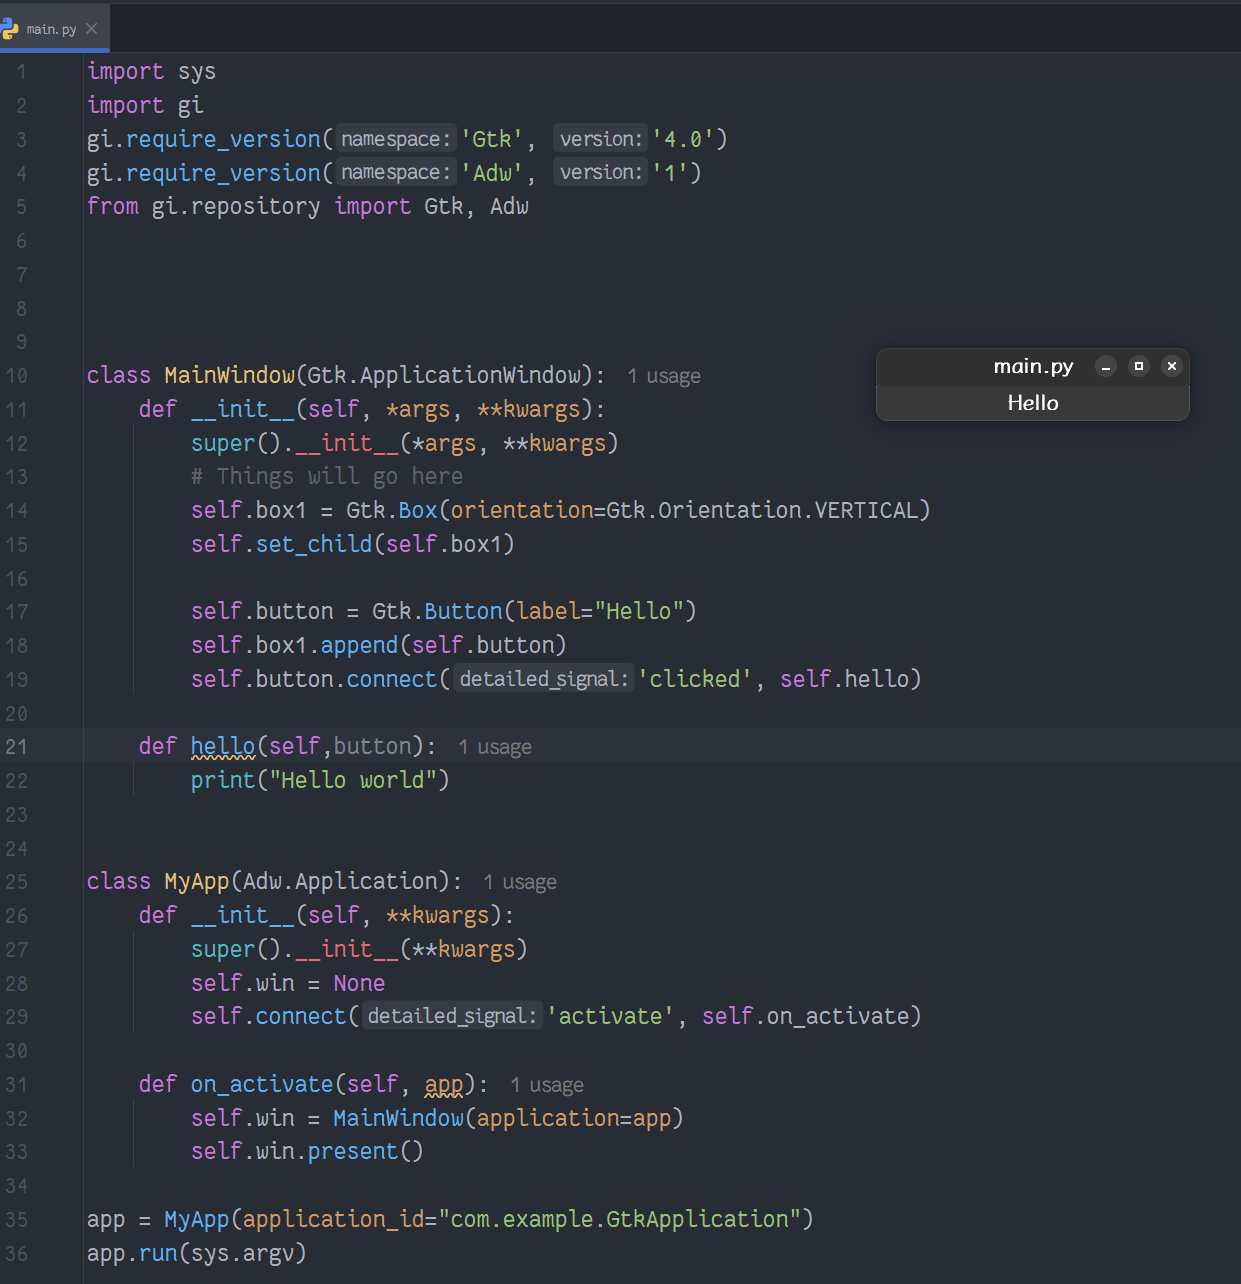 main.py
1 import sys
2 import gi
3 gi.require_version( namespace: 'Gtk', version: '4.0')
4 gi.require_version( namespace: 'Adw', version: '1')
5 from gi.repository import Gtk, Adw
6
7
8
9
10 class MainWindow(Gtk.ApplicationWindow): 1 usage
11 def __init__(self, *args, **kwargs):
12 super().__init__(*args, **kwargs)
13 # Things will go here
14 self.box1 = Gtk.Box(orientation=Gtk.Orientation.VERTICAL)
15 self.set_child(self.box1)
16
17 self.button = Gtk.Button(label="Hello")
18 self.box1.append(self.button)
19 self.button.connect( detailed_signal: 'clicked', self.hello)
20
21 def hello(self,button): 1 usage
22 print("Hello world")
23
24
25 class MyApp(Adw.Application): 1 usage
26 def __init__(self, **kwargs):
27 super().__init__(**kwargs)
28 self.win = None
29 self.connect( detailed_signal: 'activate', self.on_activate)
30
31 def on_activate(self, app): 1 usage
32 self.win = MainWindow(application=app)
33 self.win.present()
34
35 app = MyApp(application_id="com.example.GtkApplication")
36 app.run(sys.argv)
main.py
Hello